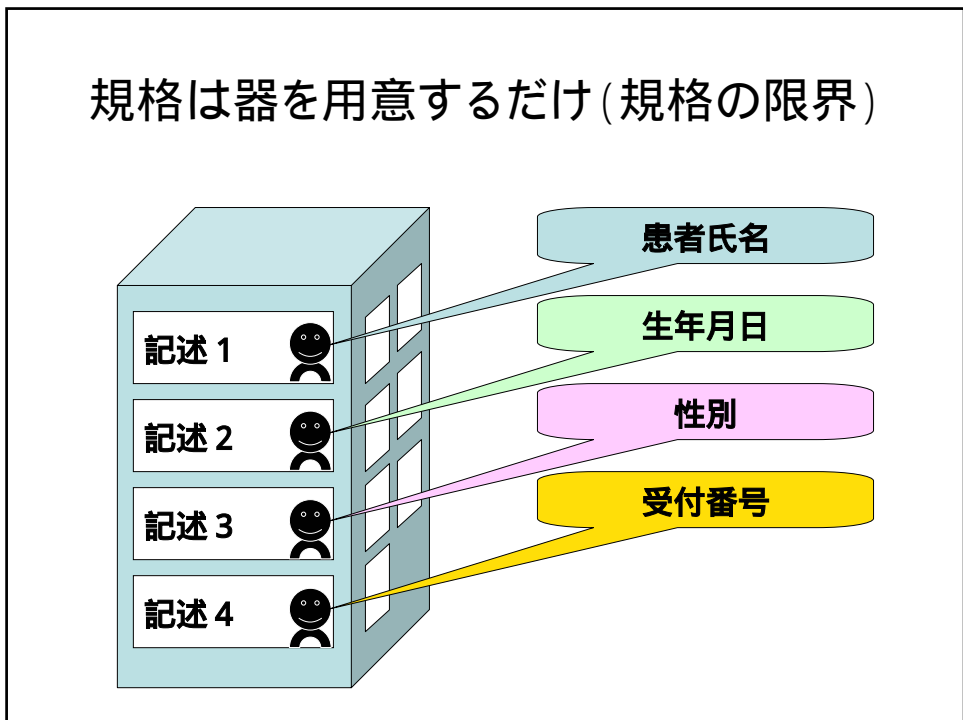 規格は器を用意するだけ(規格の限界)
患者氏名
記述 1
生年月日
記述 2
性別
記述 3
受付番号
記述 4